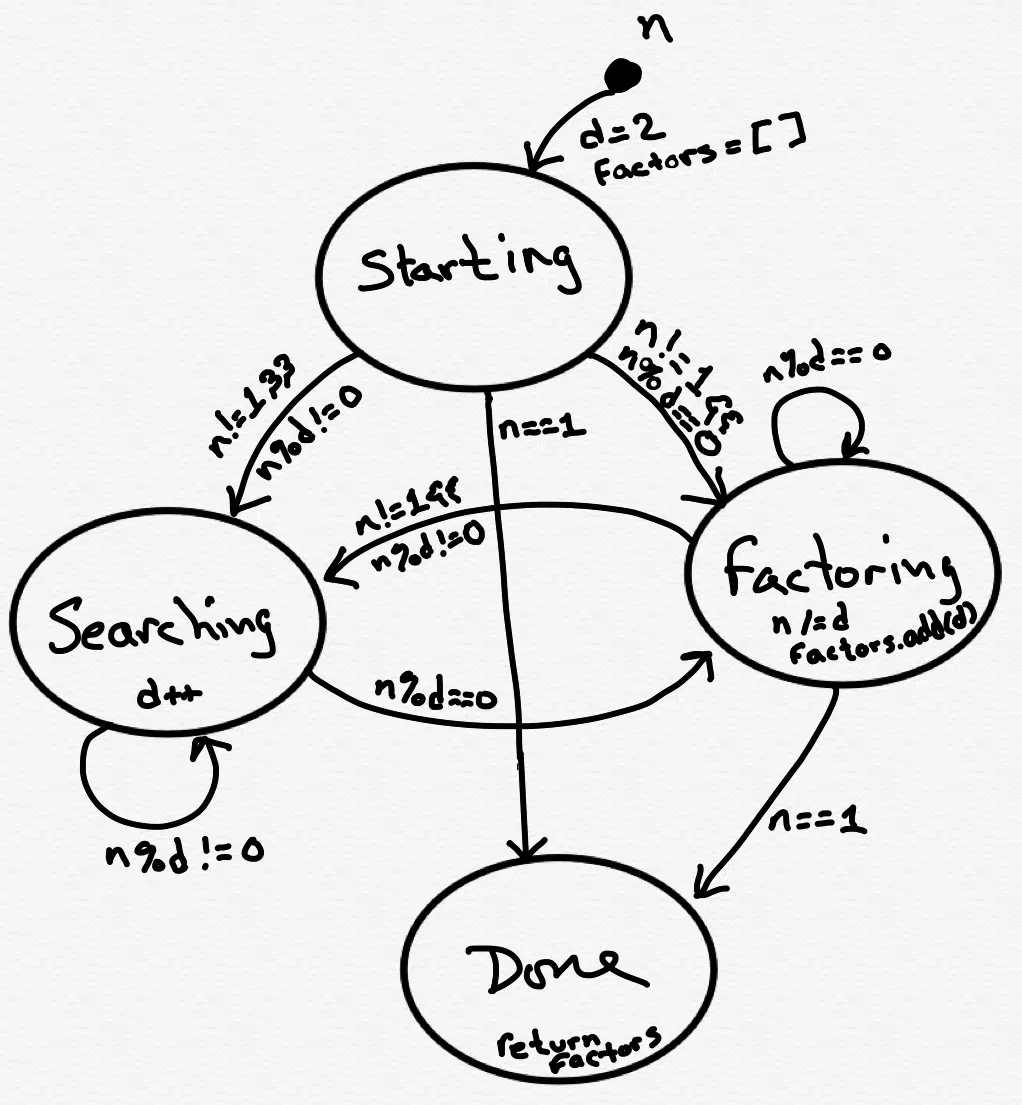 n
d=2
Factors=[]
Starting
n!=1&&
n%d!=0
n!=1&&
n%d==0
n==1
n%d==0
n!=1&&
n%d!=0
Factoring
n/=d
Factors.add(d)
Searching
d++
n%d==0
n%d!=0
n==1
Done
return
Factors